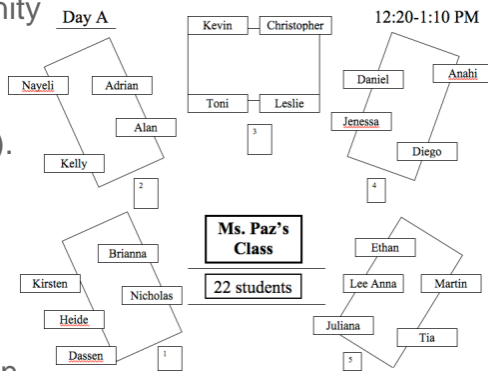 nity
Day A
12:20-1:10 PM
Kevin
Christopher
Toni
Leslie
3
Nayeli
Adrian
Alan
Kelly
2
Daniel
Anahi
Jenessa
Diego
4
).
Ms. Paz's
Class
22 students
Brianna
Kirsten
Nicholas
Heide
Dassen
1
Ethan
Lee Anna
Martin
Juliana
Tia
5